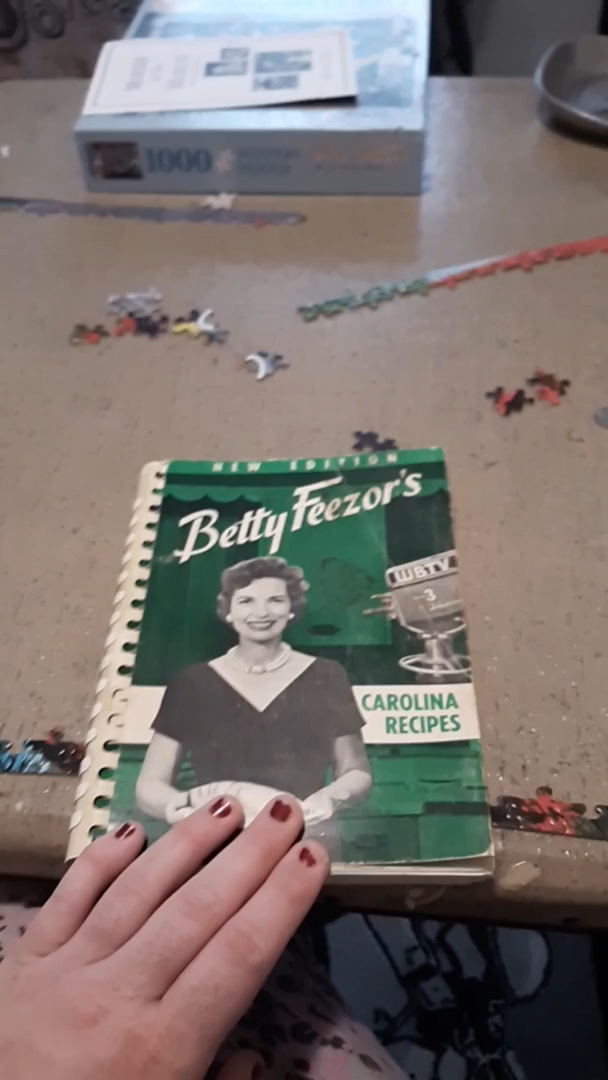 1000
NEW EDITION
Betty Feezor's
WBTV
3
CAROLINA
RECIPES